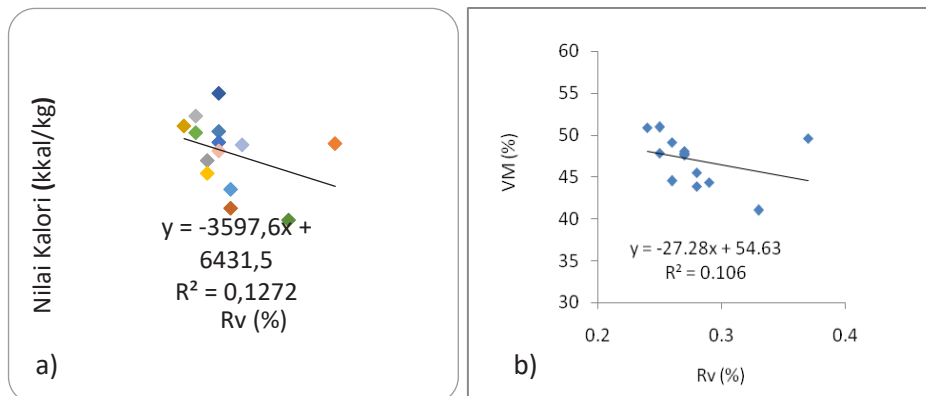 Nilai Kalori (kkal/kg)
y = -3597,6x +
6431,5
R² = 0,1272
Rv (%)
a)
60
55
50
45
40
35
30
VM (%)
y = -27.28x + 54.63
R² = 0.106
0.2 0.3 0.4
Rv (%)
b)